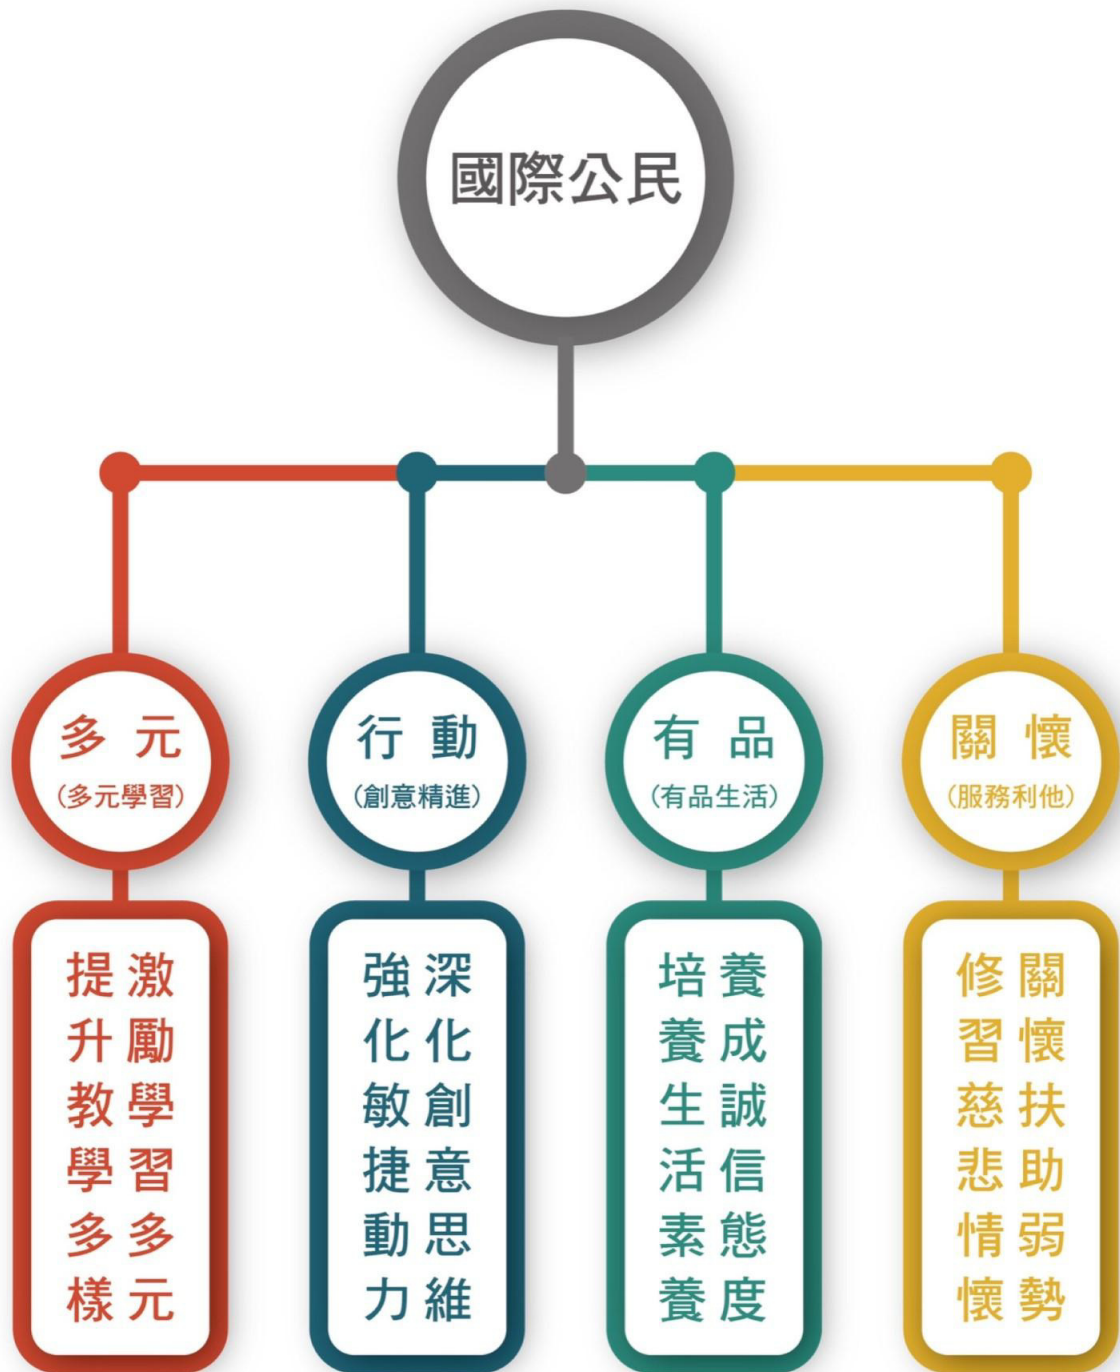 國際公民
多元
(多元學習)
激勵學習多元
提升教學多樣
行動
(創意精進)
深化創意思維
強化敏捷動力
有品
(有品生活)
養成誠信態度
培養生活素養
關懷
(服務利他)
關懷扶助弱勢
修習慈悲情懷